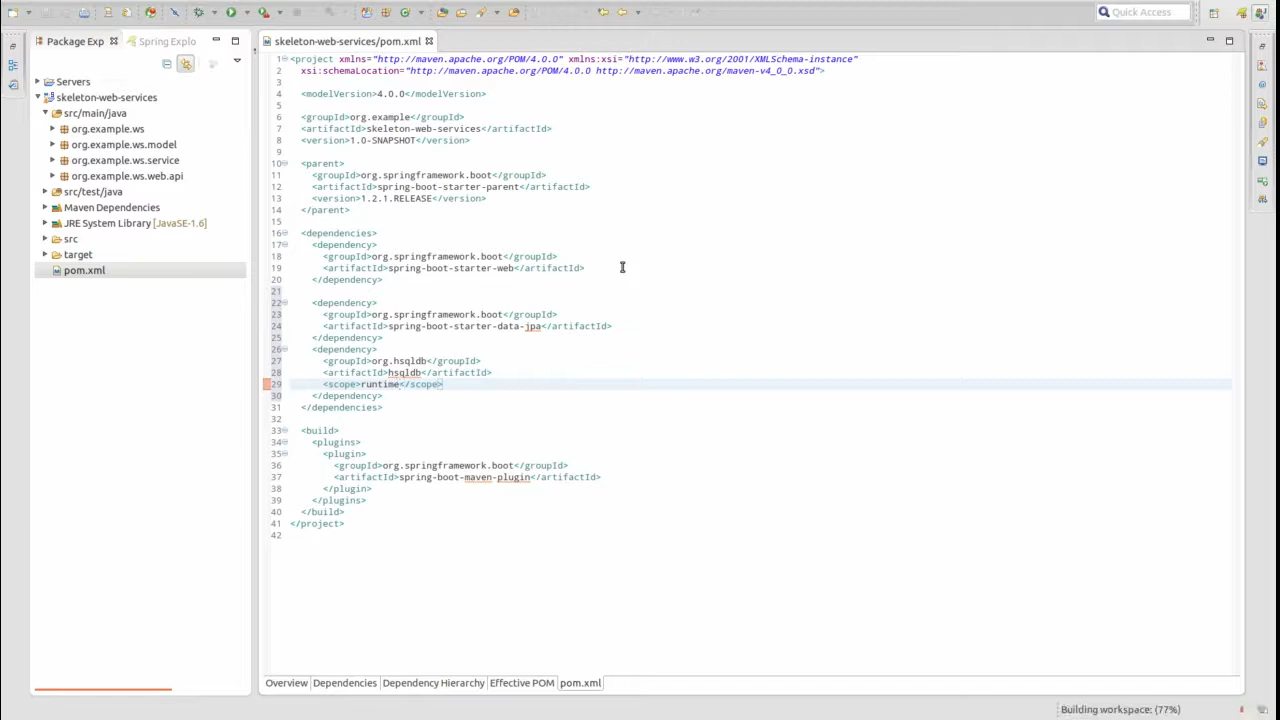 Quick Access
Package Exp
Spring Explo
Servers
skeleton-web-services
src/main/java
org.example.ws
org.example.ws.model
org.example.ws.service
org.example.ws.web.api
src/test/java
Maven Dependencies
JRE System Library [JavaSE-1.6]
src
target
pom.xml
skeleton-web-services/pom.xml
1 <project xmlns="http://maven.apache.org/POM/4.0.0" xmlns:xsi="http://www.w3.org/2001/XMLSchema-instance"
2 xsi:schemaLocation="http://maven.apache.org/POM/4.0.0 http://maven.apache.org/maven-v4_0_0.xsd">
3
4 <modelVersion>4.0.0</modelVersion>
5
6 <groupId>org.example</groupId>
7 <artifactId>skeleton-web-services</artifactId>
8 <version>1.0-SNAPSHOT</version>
9
10 <parent>
11 <groupId>org.springframework.boot</groupId>
12 <artifactId>spring-boot-starter-parent</artifactId>
13 <version>1.2.1.RELEASE</version>
14 </parent>
15
16 <dependencies>
17 <dependency>
18 <groupId>org.springframework.boot</groupId>
19 <artifactId>spring-boot-starter-web</artifactId>
20 </dependency>
21
22 <dependency>
23 <groupId>org.springframework.boot</groupId>
24 <artifactId>spring-boot-starter-data-jpa</artifactId>
25 </dependency>
26 <dependency>
27 <groupId>org.hsqldb</groupId>
28 <artifactId>hsqldb</artifactId>
29 <scope>runtime</scope>
30 </dependency>
31 </dependencies>
32
33 <build>
34 <plugins>
35 <plugin>
36 <groupId>org.springframework.boot</groupId>
37 <artifactId>spring-boot-maven-plugin</artifactId>
38 </plugin>
39 </plugins>
40 </build>
41 </project>
42
Overview Dependencies Dependency Hierarchy Effective POM pom.xml
Building workspace: (77%)